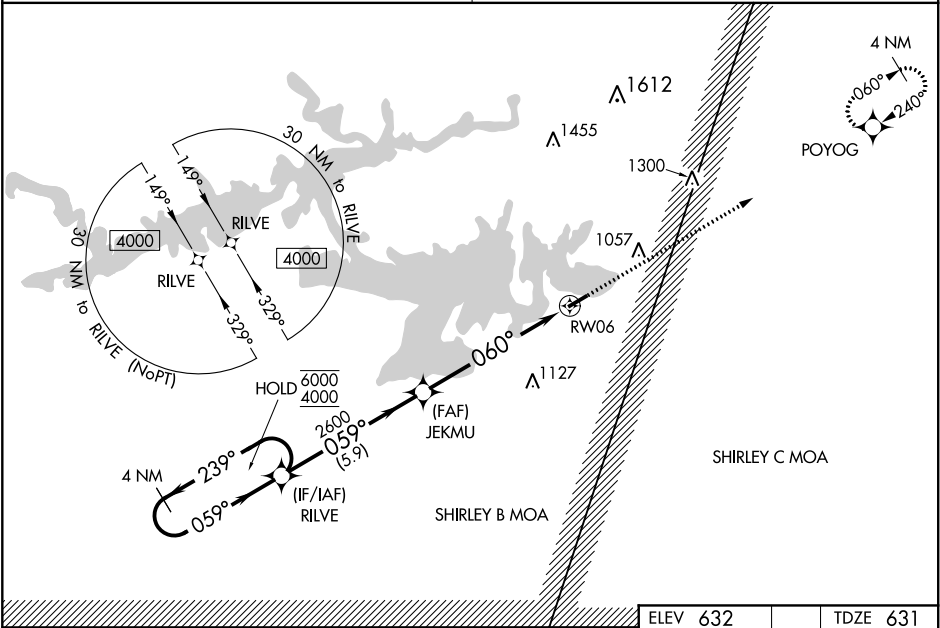 4 NM
060°
240°
POYOG
1612
1455
1300
1057
30 NM to RILVE
149°
149°
RILVE
4000
4000
RILVE
329°
329°
30 NM to RILVE (NoPT)
RW06
060°
1127
HOLD 6000
4000
2600
059°
(5.9)
(FAF)
JEKMU
4 NM
239°
059°
(IF/IAF)
RILVE
SHIRLEY B MOA
SHIRLEY C MOA
ELEV 632
TDZE 631